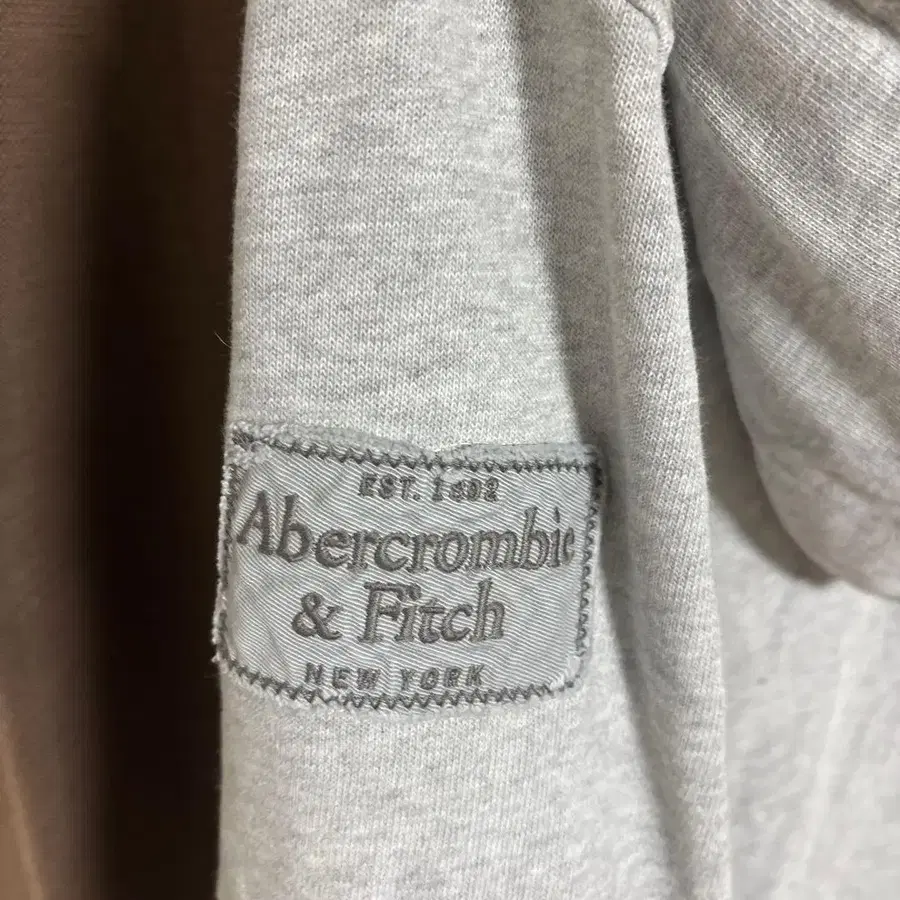 EST. 1892
Abercrombie
& Fitch
NEW YORK